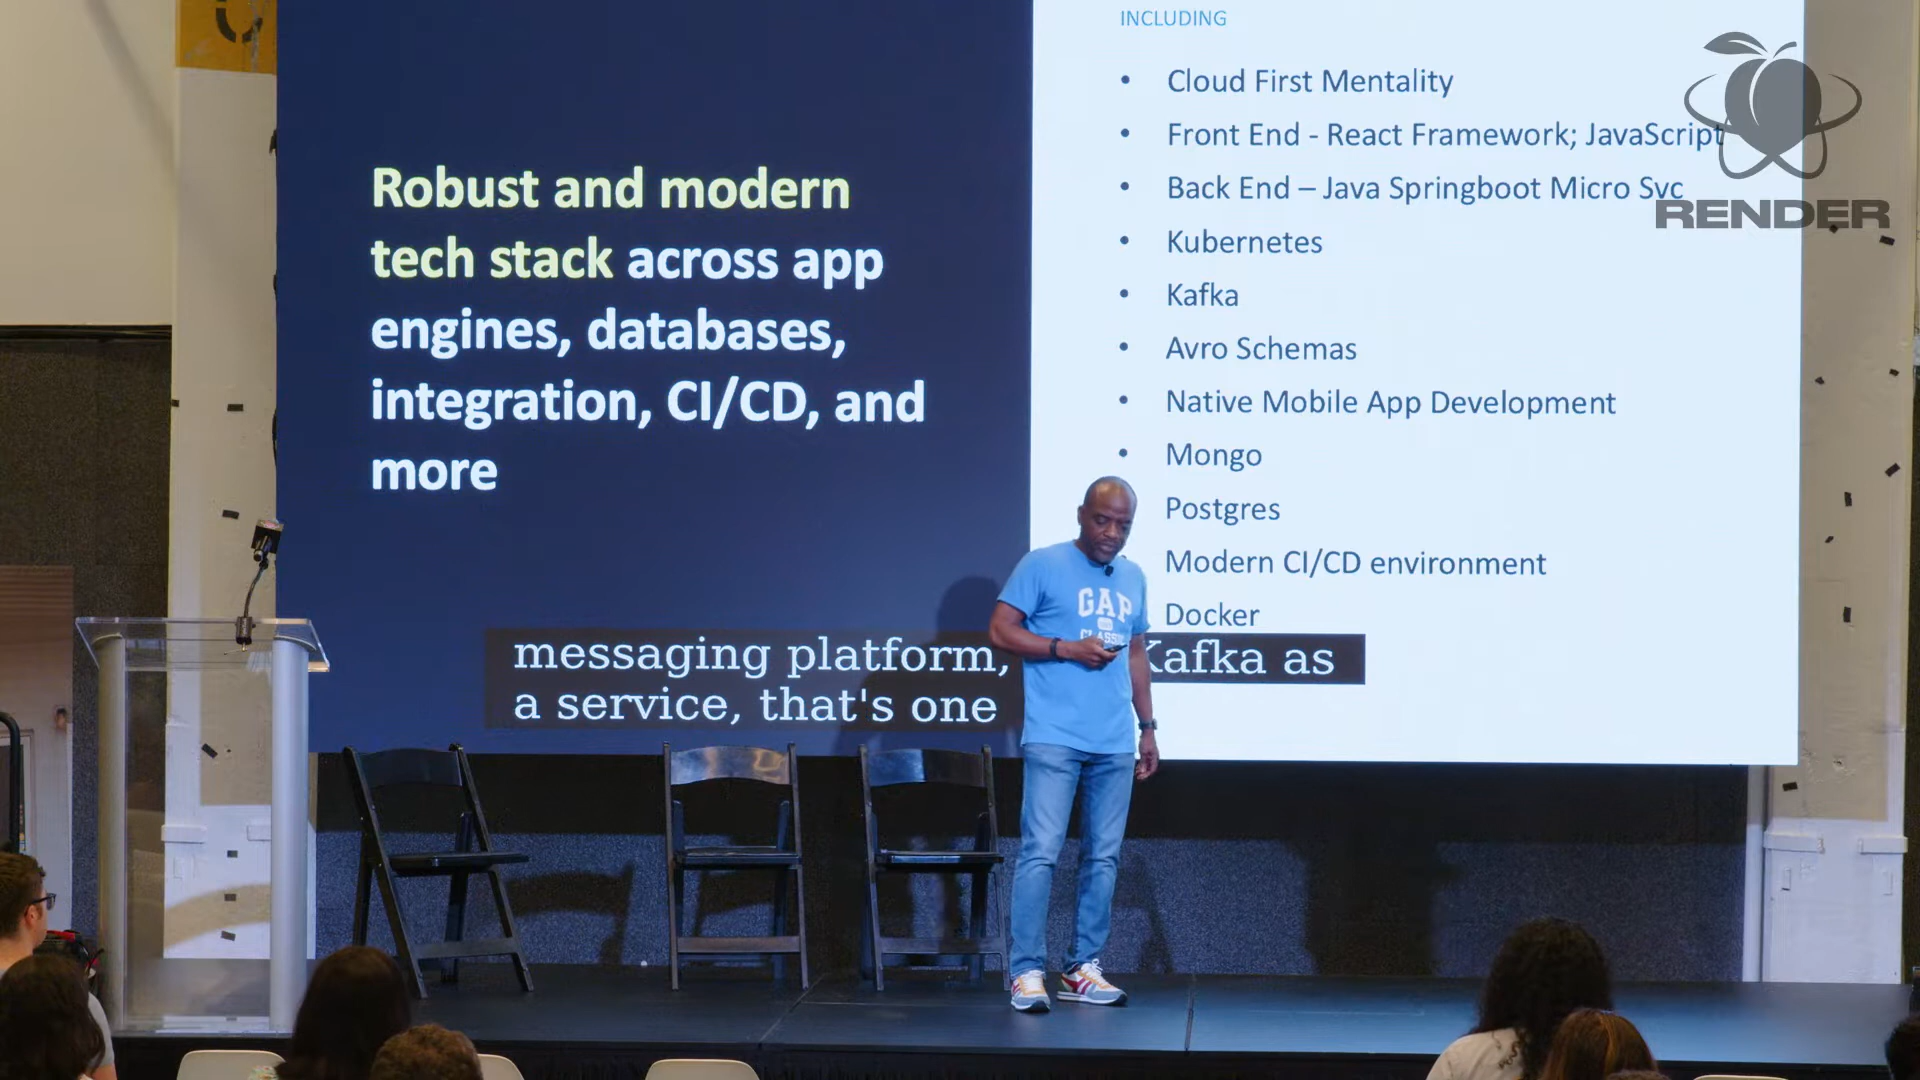 Robust and modern
tech stack across app
engines, databases,
integration, CI/CD, and
more
INCLUDING
• Cloud First Mentality
• Front End - React Framework; JavaScript
• Back End – Java Springboot Micro Svc
• Kubernetes
• Kafka
• Avro Schemas
• Native Mobile App Development
• Mongo
Postgres
Modern CI/CD environment
Docker
RENDER
GAP
CLASSIC
messaging platform, Kafka as
a service, that's one